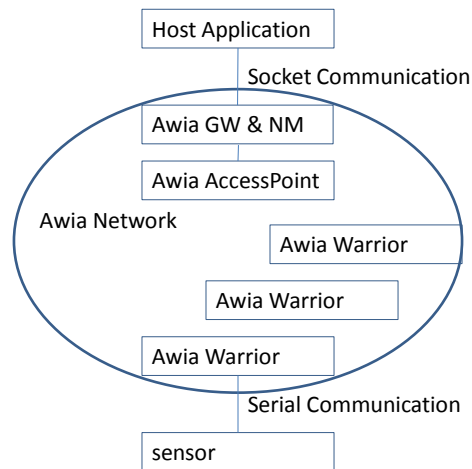 Host Application
Socket Communication
Awia GW & NM
Awia AccessPoint
Awia Network
Awia Warrior
Awia Warrior
Awia Warrior
Serial Communication
sensor